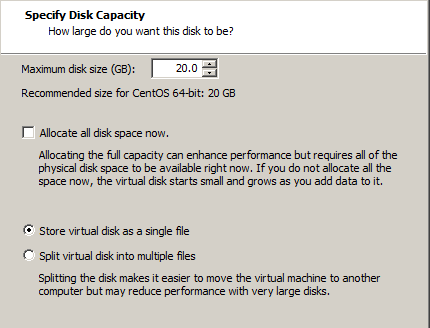 Specify Disk Capacity
How large do you want this disk to be?
Maximum disk size (GB): 20.0
Recommended size for CentOS 64-bit: 20 GB
Allocate all disk space now.
Allocating the full capacity can enhance performance but requires all of the
physical disk space to be available right now. If you do not allocate all the
space now, the virtual disk starts small and grows as you add data to it.
Store virtual disk as a single file
Split virtual disk into multiple files
Splitting the disk makes it easier to move the virtual machine to another
computer but may reduce performance with very large disks.